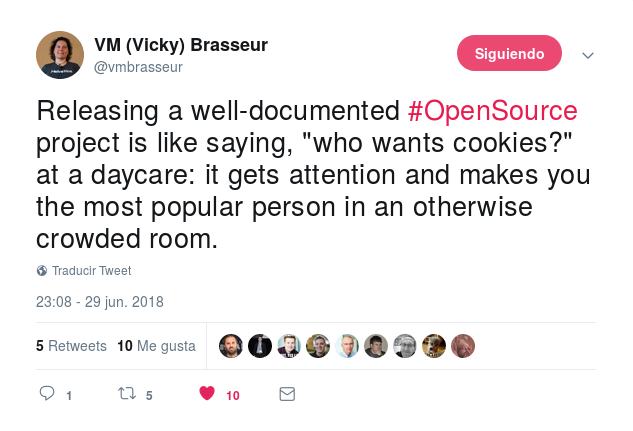 VM (Vicky) Brasseur
@vmbrasseur
Siguiendo
Releasing a well-documented #OpenSource
project is like saying, "who wants cookies?"
at a daycare: it gets attention and makes you
the most popular person in an otherwise
crowded room.
Traducir Tweet
23:08 - 29 jun. 2018
5 Retweets 10 Me gusta
1 5 10